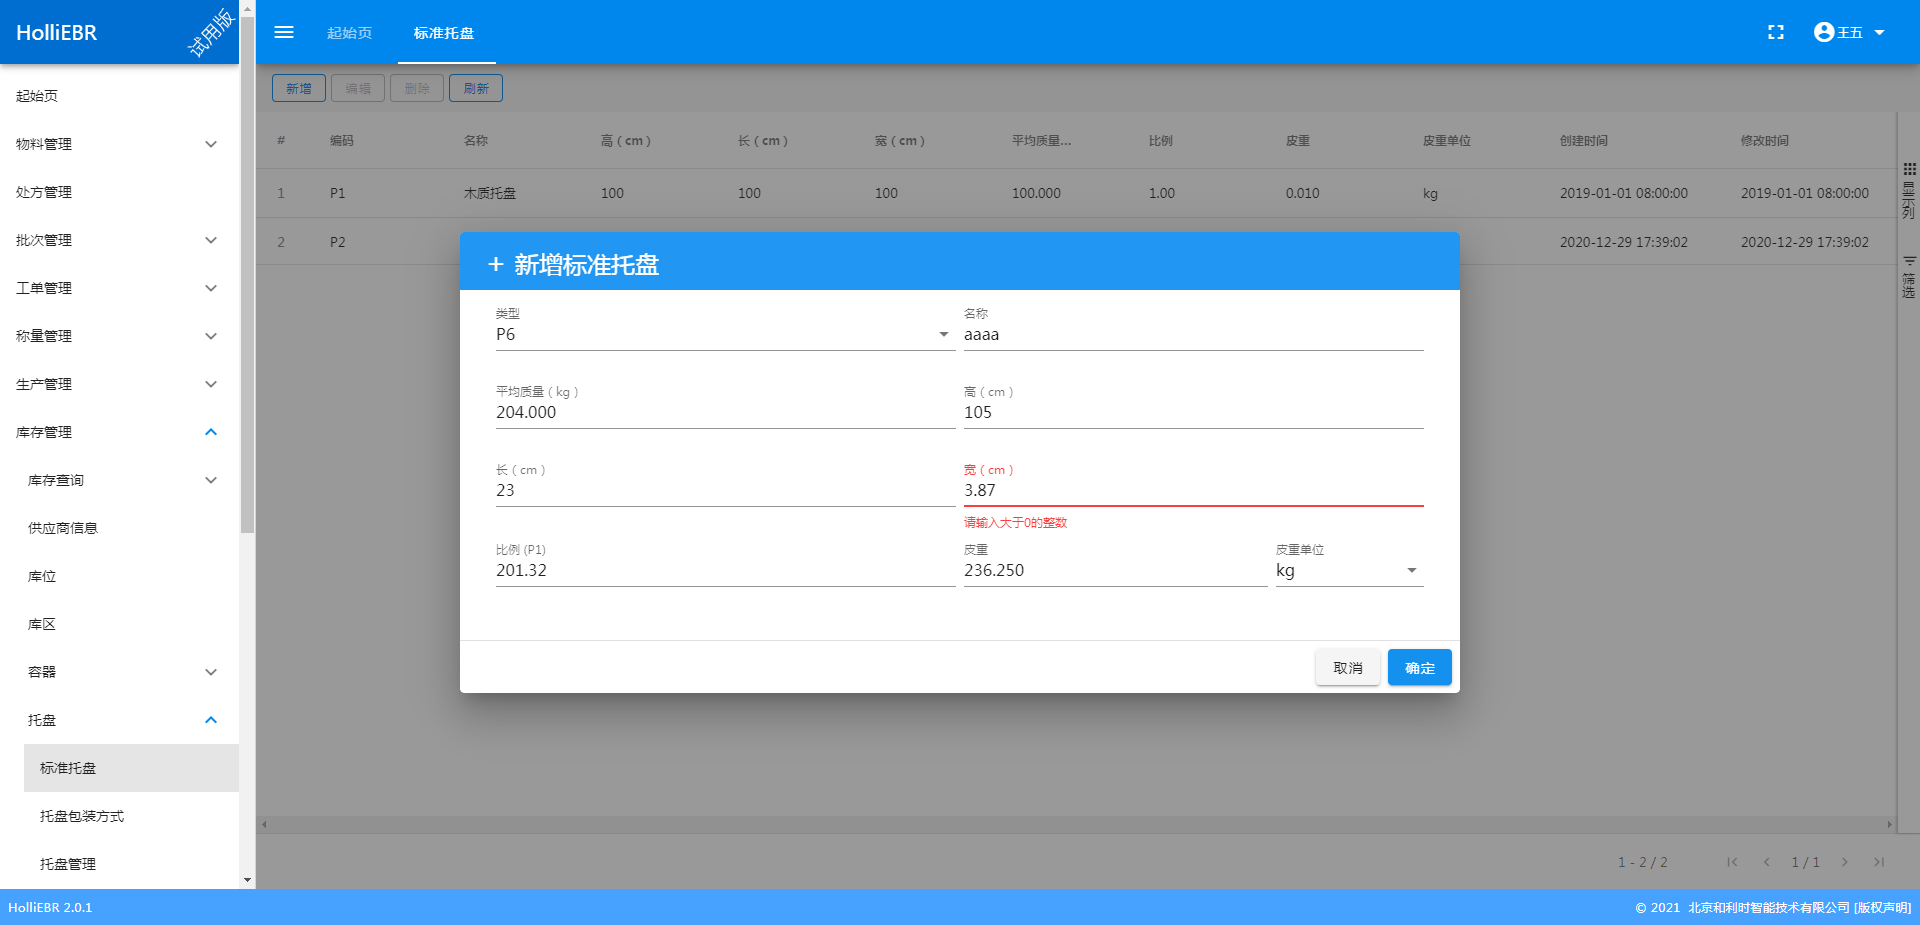 HolliEBR
试用版
起始页
标准托盘
王五
起始页
物料管理
处方管理
批次管理
工单管理
称量管理
生产管理
库存管理
库存查询
供应商信息
库位
库区
容器
托盘
标准托盘
托盘包装方式
托盘管理
新增
编辑
删除
刷新
# 编码 名称 高（cm） 长（cm） 宽（cm） 平均质量... 比例 皮重 皮重单位 创建时间 修改时间
1 P1 木质托盘 100 100 100 100.000 1.00 0.010 kg 2019-01-01 08:00:00 2019-01-01 08:00:00
2 P2 2020-12-29 17:39:02 2020-12-29 17:39:02
显示列
筛选
+ 新增标准托盘
类型
P6
名称
aaaa
平均质量（kg）
204.000
高（cm）
105
长（cm）
23
宽（cm）
3.87
请输入大于0的整数
比例 (P1)
201.32
皮重
236.250
皮重单位
kg
取消
确定
1 - 2 / 2
1 / 1
HolliEBR 2.0.1
© 2021 北京和利时智能技术有限公司 [版权声明]